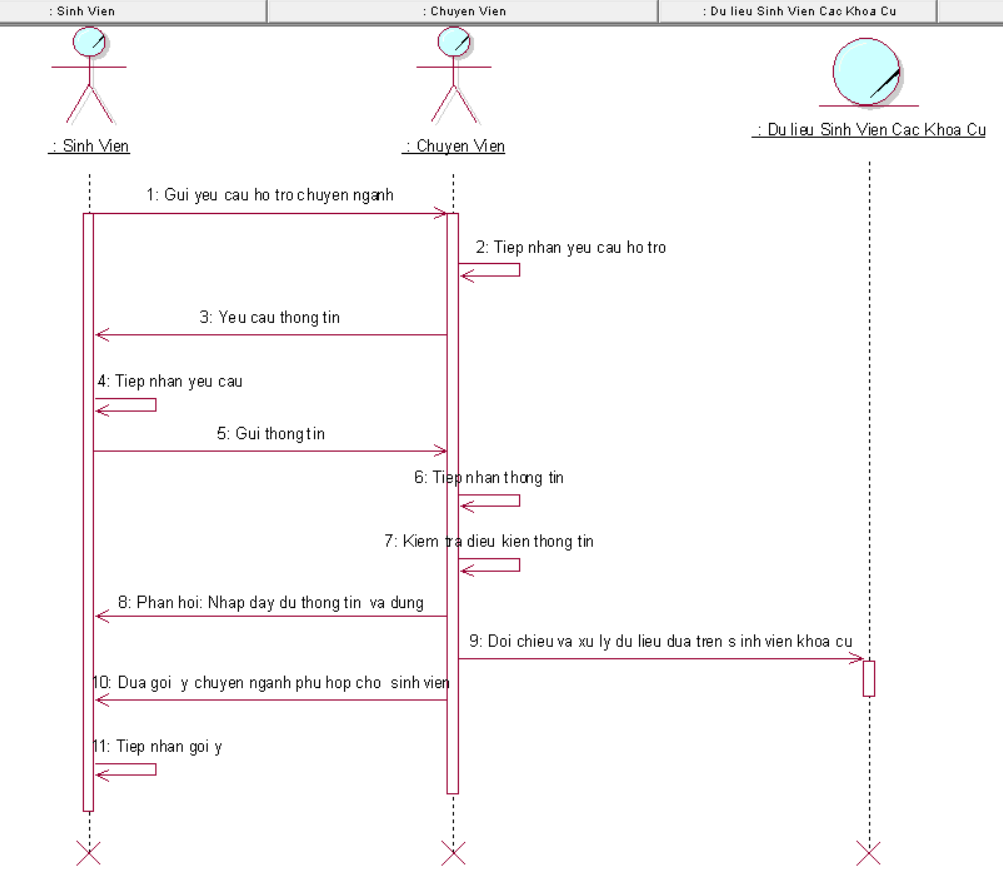 : Sinh Vien
: Chuyen Vien
: Du lieu Sinh Vien Cac Khoa Cu
: Sinh Vien
: Chuyen Vien
: Du lieu Sinh Vien Cac Khoa Cu
1: Gui yeu cau ho tro chuyen nganh
2: Tiep nhan yeu cau ho tro
3: Yeu cau thong tin
4: Tiep nhan yeu cau
5: Gui thong tin
6: Tiep nhan thong tin
7: Kiem tra dieu kien thong tin
8: Phan hoi: Nhap day du thong tin va dung
9: Doi chieu va xu ly du lieu dua tren sinh vien khoa cu
10: Dua goi y chuyen nganh phu hop cho sinh vien
11: Tiep nhan goi y